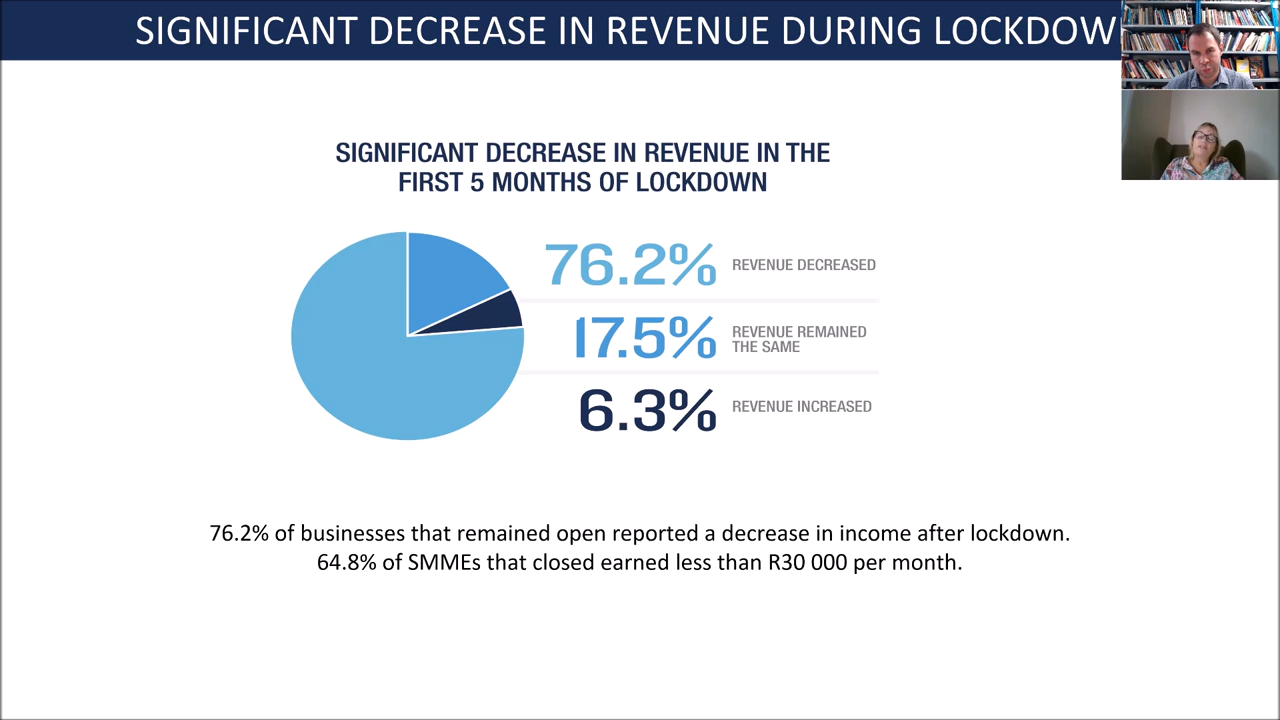 SIGNIFICANT DECREASE IN REVENUE DURING LOCKDOW
SIGNIFICANT DECREASE IN REVENUE IN THE
FIRST 5 MONTHS OF LOCKDOWN
76.2% REVENUE DECREASED
17.5% REVENUE REMAINED
THE SAME
6.3% REVENUE INCREASED
76.2% of businesses that remained open reported a decrease in income after lockdown.
64.8% of SMMEs that closed earned less than R30 000 per month.